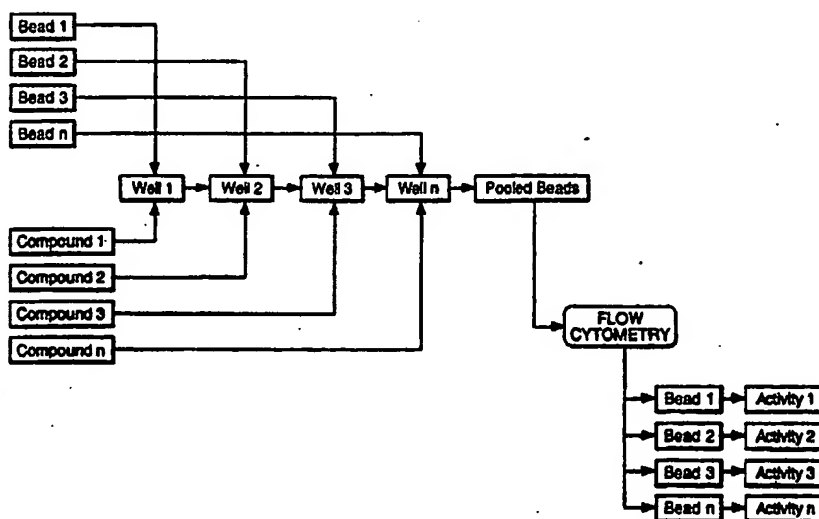 Bead 1
Bead 2
Bead 3
Bead n
Well 1
Well 2
Well 3
Well n
Pooled Beads
Compound 1
Compound 2
Compound 3
Compound n
FLOW
CYTOMETRY
Bead 1
Activity 1
Bead 2
Activity 2
Bead 3
Activity 3
Bead n
Activity n